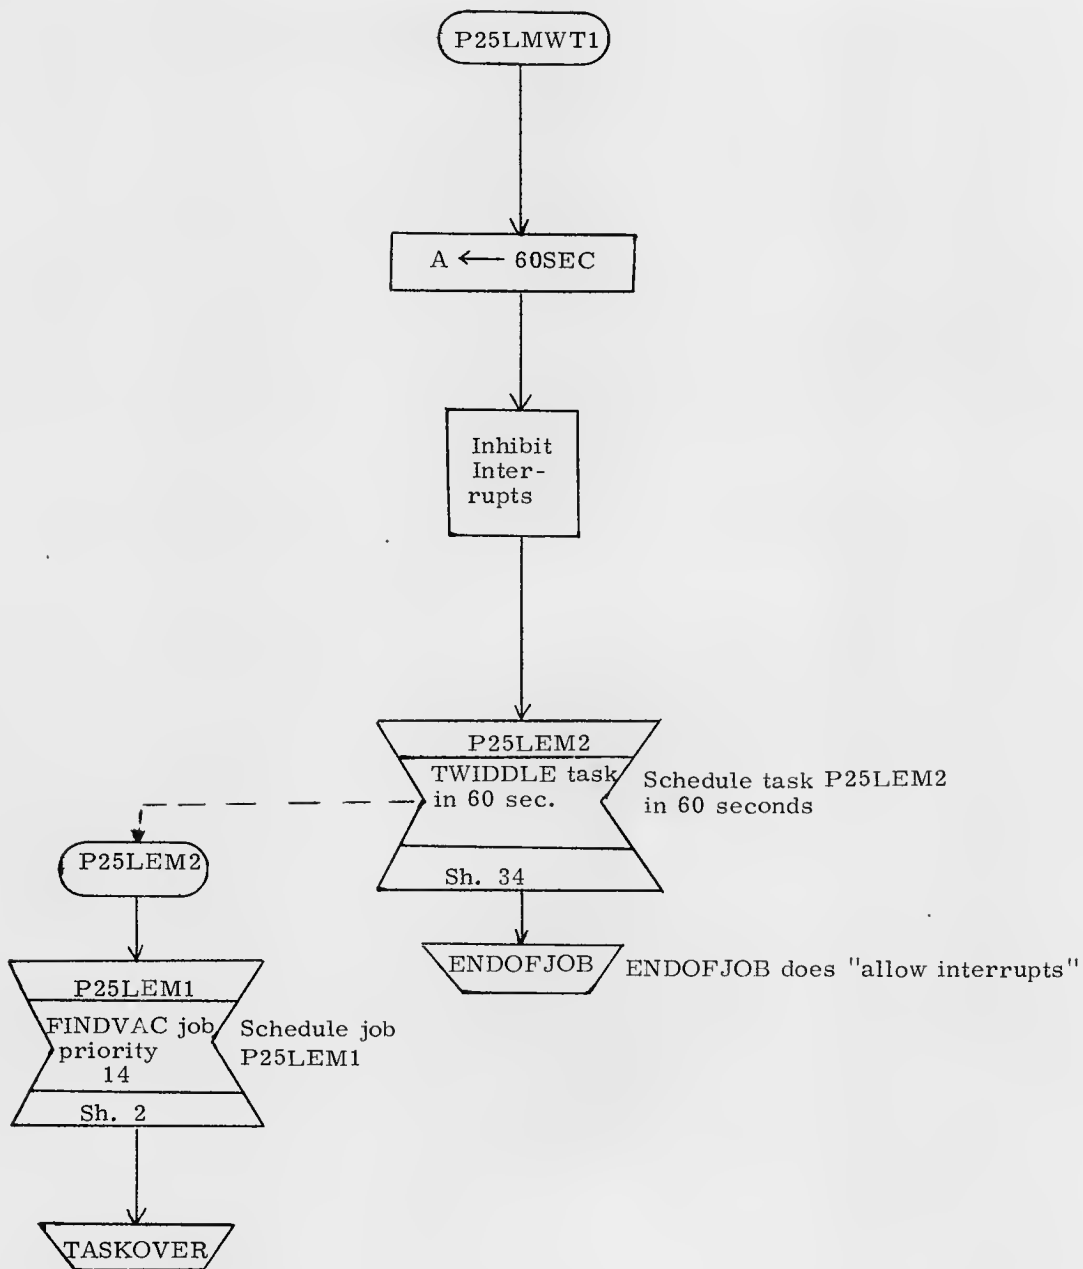 P25LMWT1
A ← 60SEC
Inhibit
Inter-
rupts
P25LEM2
TWIDDLE task
in 60 sec.
Sh. 34
Schedule task P25LEM2
in 60 seconds
ENDOFJOB
ENDOFJOB does "allow interrupts"
P25LEM2
P25LEM1
FINDVAC job
priority
14
Sh. 2
Schedule job
P25LEM1
TASKOVER